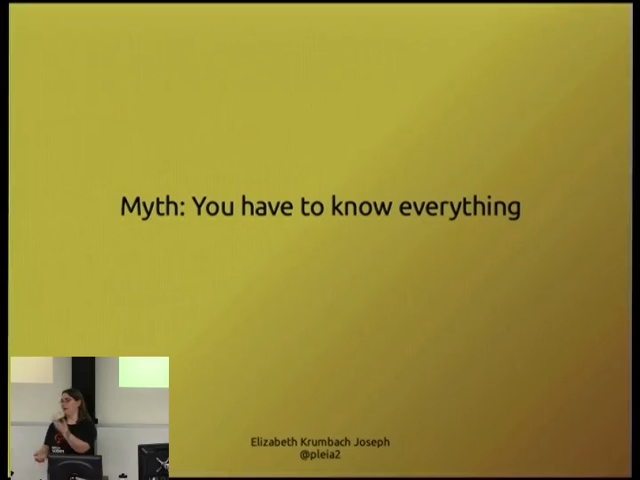 Myth: You have to know everything
Elizabeth Krumbach Joseph
@pleia2